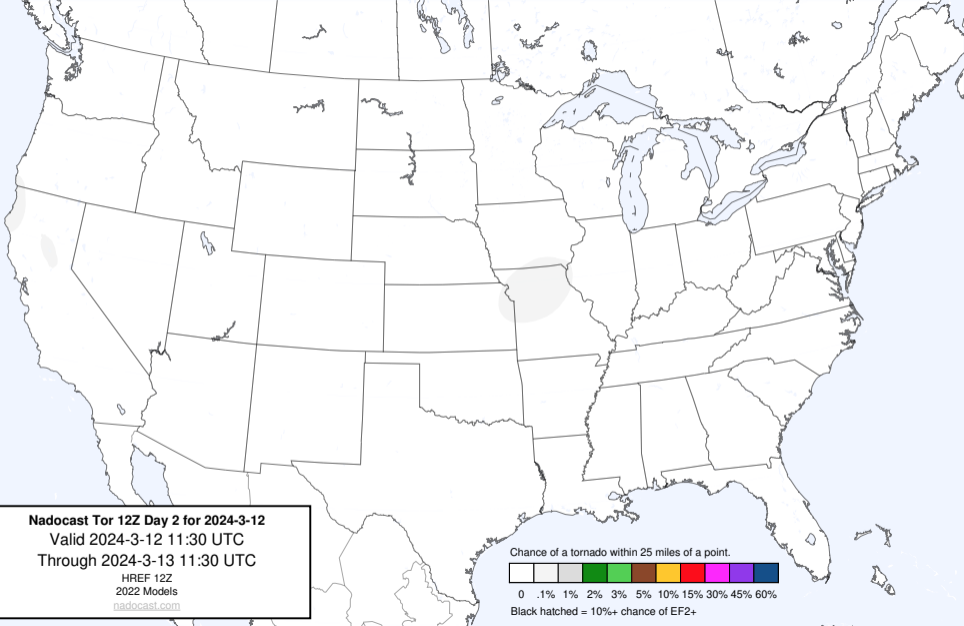 Nadocast Tor 12Z Day 2 for 2024-3-12
Valid 2024-3-12 11:30 UTC
Through 2024-3-13 11:30 UTC
HREF 12Z
2022 Models
nadocast.com
Chance of a tornado within 25 miles of a point.
0 .1% 1% 2% 3% 5% 10% 15% 30% 45% 60%
Black hatched = 10%+ chance of EF2+